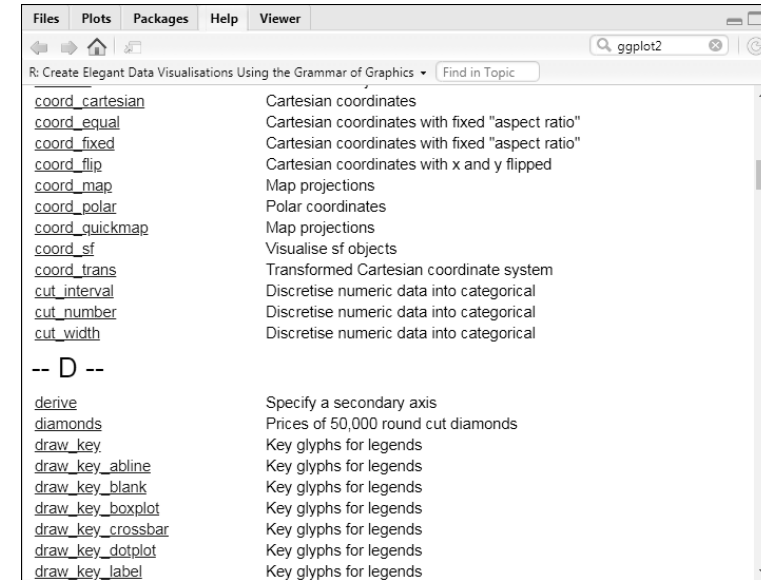 Files Plots Packages Help Viewer
ggplot2
R: Create Elegant Data Visualisations Using the Grammar of Graphics Find in Topic
coord_cartesian Cartesian coordinates
coord_equal Cartesian coordinates with fixed "aspect ratio"
coord_fixed Cartesian coordinates with fixed "aspect ratio"
coord_flip Cartesian coordinates with x and y flipped
coord_map Map projections
coord_polar Polar coordinates
coord_quickmap Map projections
coord_sf Visualise sf objects
coord_trans Transformed Cartesian coordinate system
cut_interval Discretise numeric data into categorical
cut_number Discretise numeric data into categorical
cut_width Discretise numeric data into categorical
-- D --
derive Specify a secondary axis
diamonds Prices of 50,000 round cut diamonds
draw_key Key glyphs for legends
draw_key_abline Key glyphs for legends
draw_key_blank Key glyphs for legends
draw_key_boxplot Key glyphs for legends
draw_key_crossbar Key glyphs for legends
draw_key_dotplot Key glyphs for legends
draw_key_label Key glyphs for legends